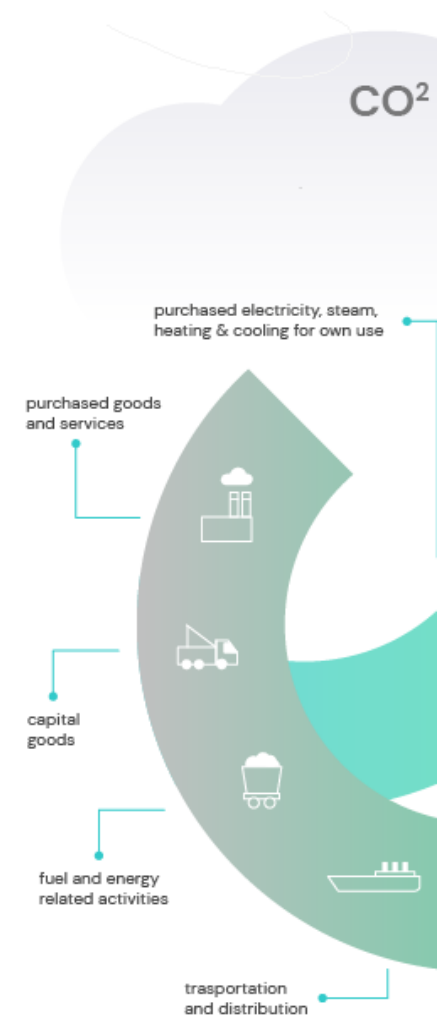 CO²
purchased electricity, steam,
heating & cooling for own use
purchased goods
and services
capital
goods
fuel and energy
related activities
trasportation
and distribution